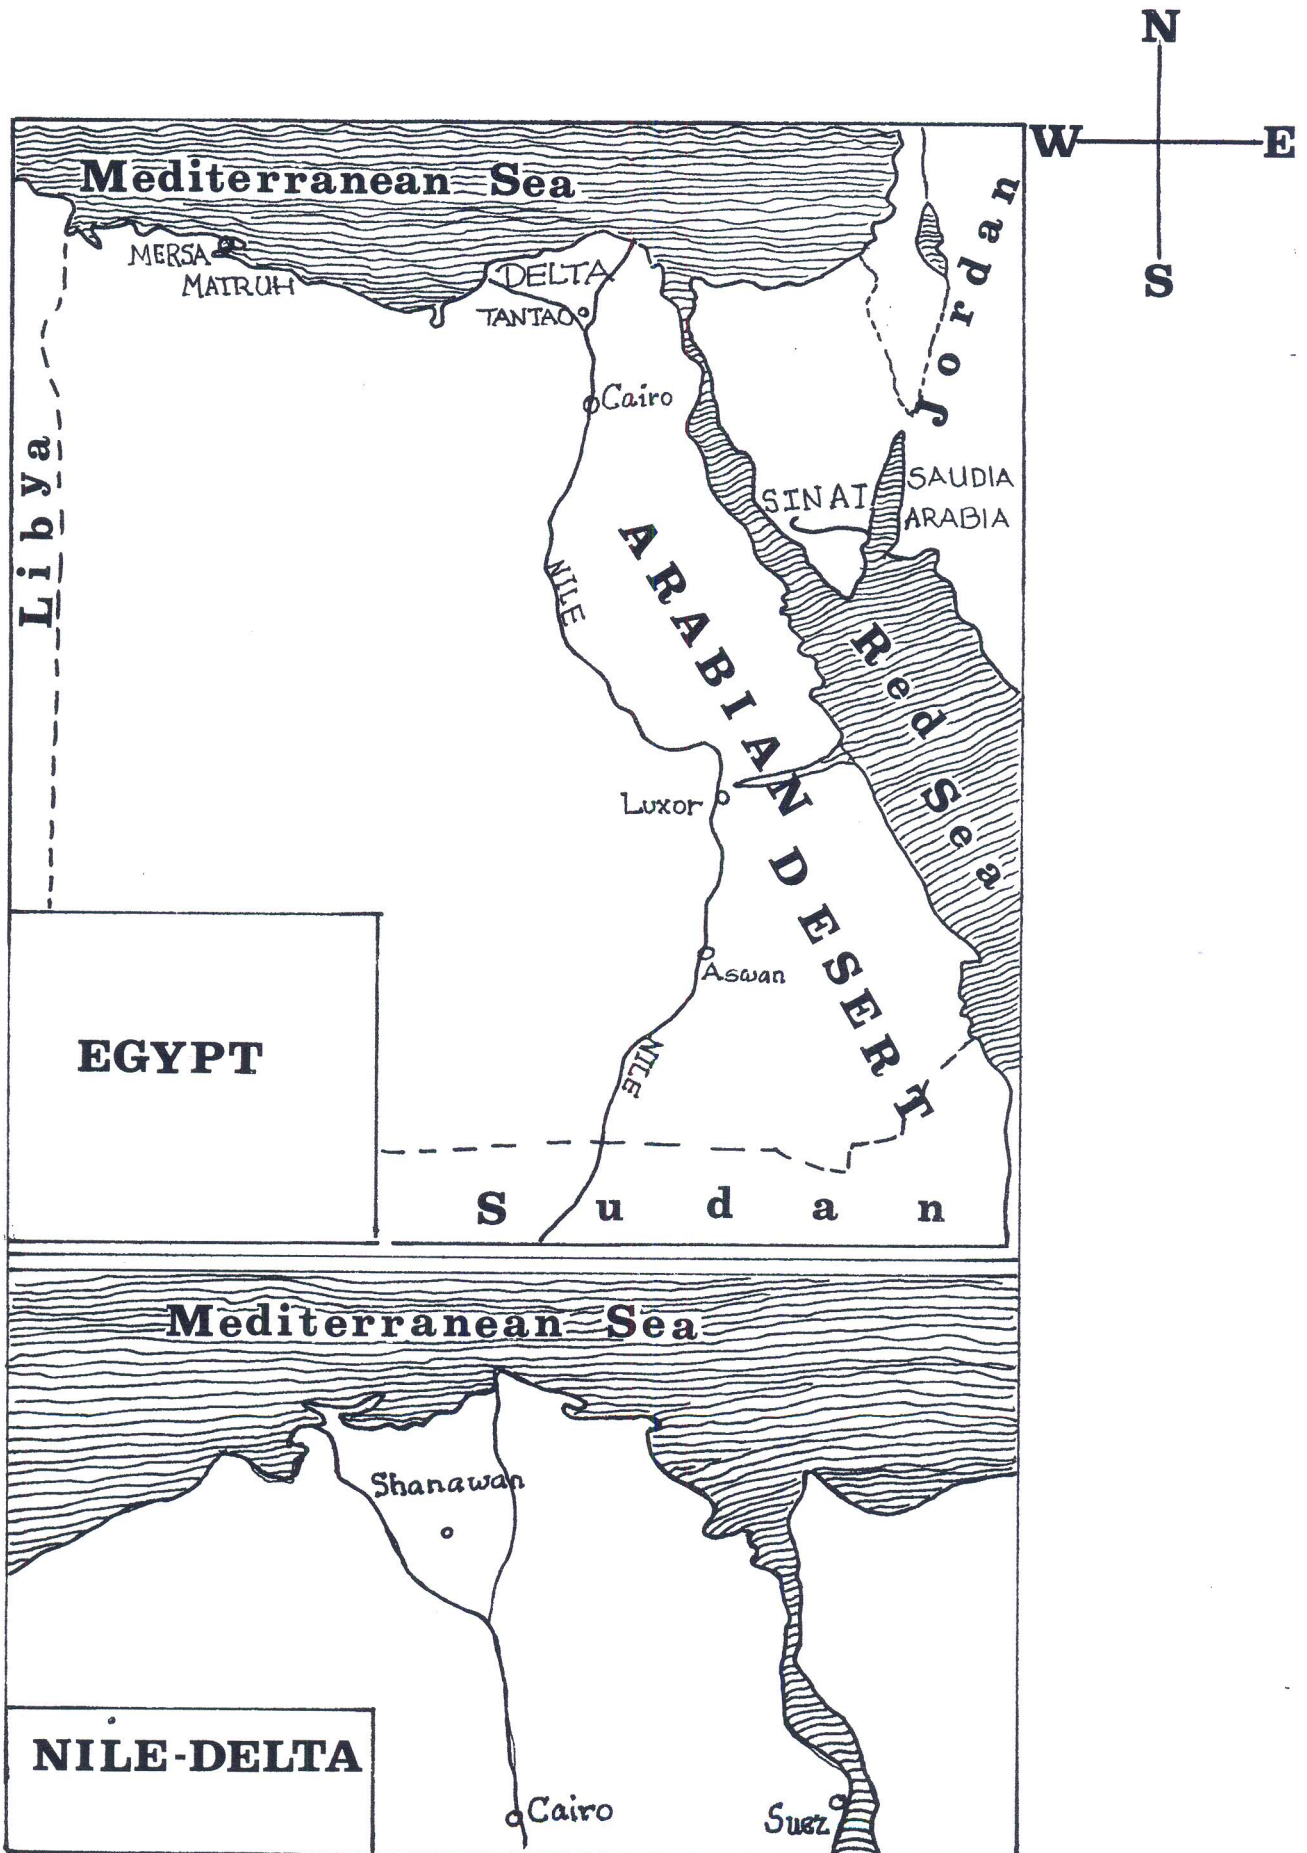 N
W E
S
Mediterranean Sea
Jordan
MERSA
MATRUH
DELTA
TANTAO
Cairo
Libya
SINAI
SAUDIA
ARABIA
NILE
ARABIAN DESERT
Red Sea
Luxor
Aswan
NILE
EGYPT
Sudan
Mediterranean Sea
Shanawan
NILE-DELTA
Cairo
Suez